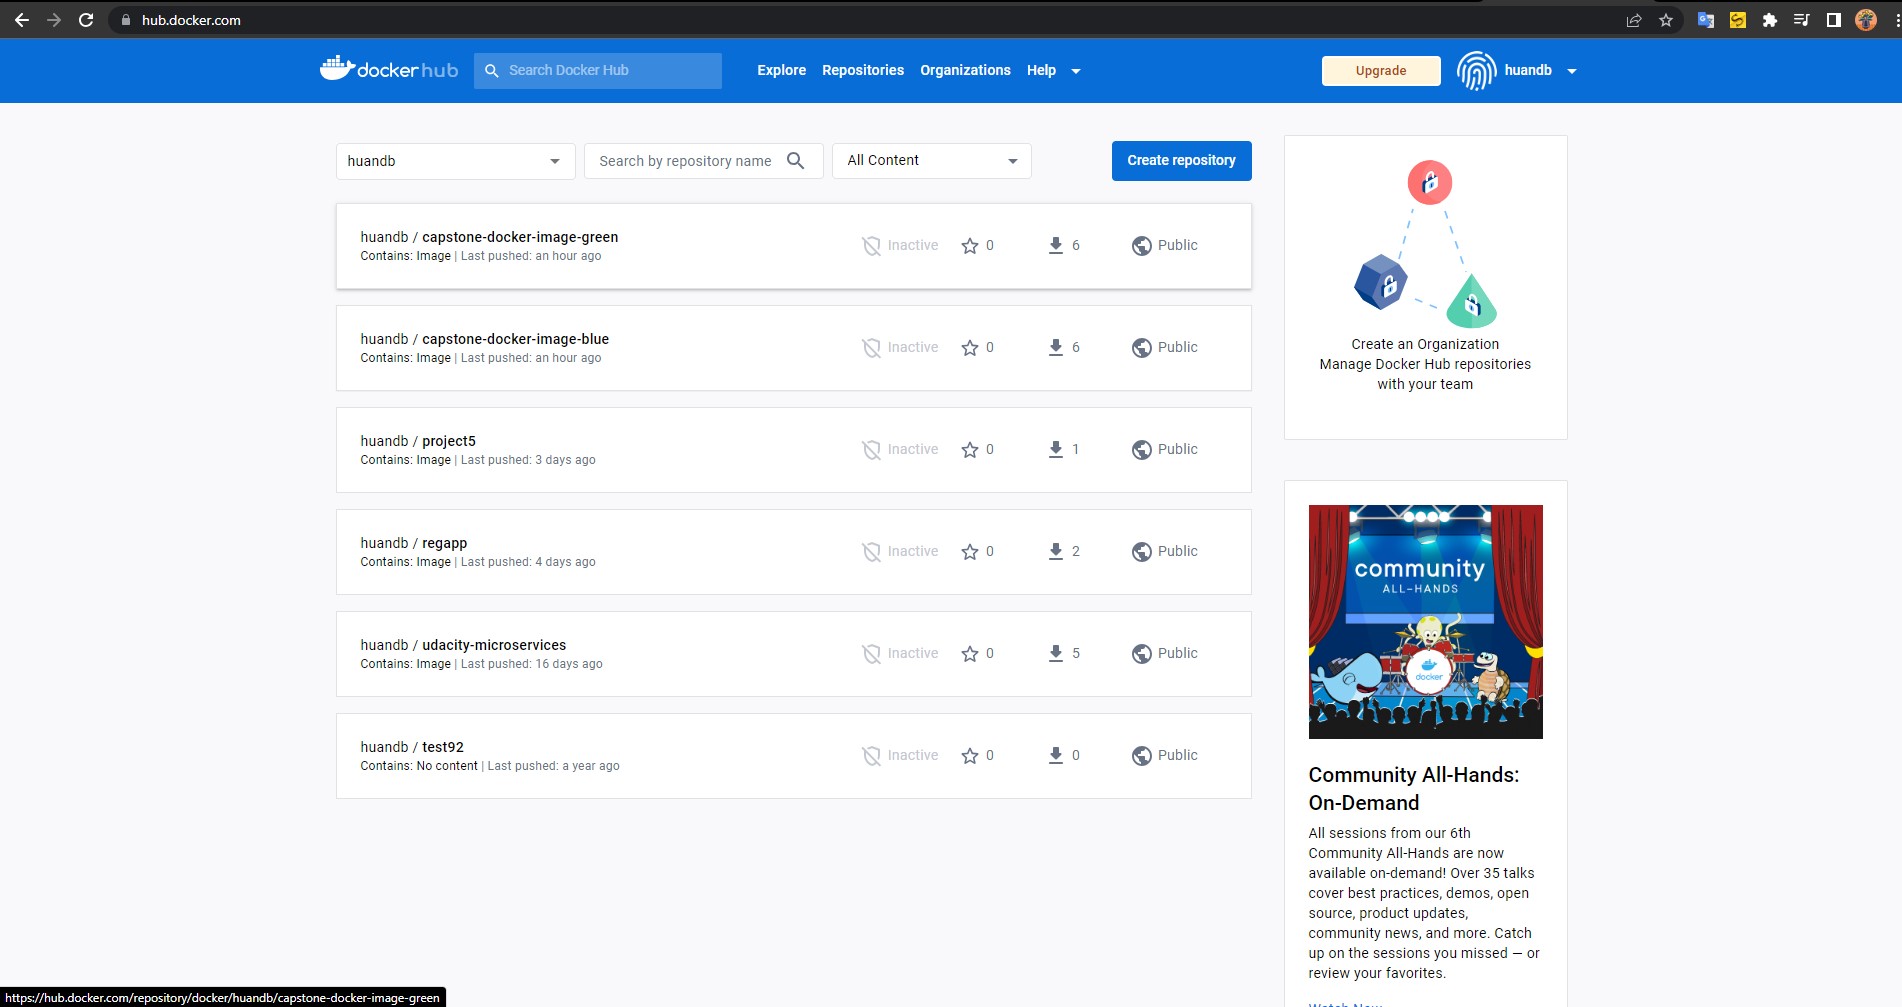 hub.docker.com
dockerhub
Search Docker Hub
Explore
Repositories
Organizations
Help
Upgrade
huandb
huandb
Search by repository name
All Content
Create repository
huandb / capstone-docker-image-green
Contains: Image | Last pushed: an hour ago
Inactive
0
6
Public
huandb / capstone-docker-image-blue
Contains: Image | Last pushed: an hour ago
Inactive
0
6
Public
huandb / project5
Contains: Image | Last pushed: 3 days ago
Inactive
0
1
Public
huandb / regapp
Contains: Image | Last pushed: 4 days ago
Inactive
0
2
Public
huandb / udacity-microservices
Contains: Image | Last pushed: 16 days ago
Inactive
0
5
Public
huandb / test92
Contains: No content | Last pushed: a year ago
Inactive
0
0
Public
Create an Organization
Manage Docker Hub repositories
with your team
community
ALL-HANDS
docker
Community All-Hands:
On-Demand
All sessions from our 6th
Community All-Hands are now
available on-demand! Over 35 talks
cover best practices, demos, open
source, product updates,
community news, and more. Catch
up on the sessions you missed — or
review your favorites.
Watch Now
https://hub.docker.com/repository/docker/huandb/capstone-docker-image-green